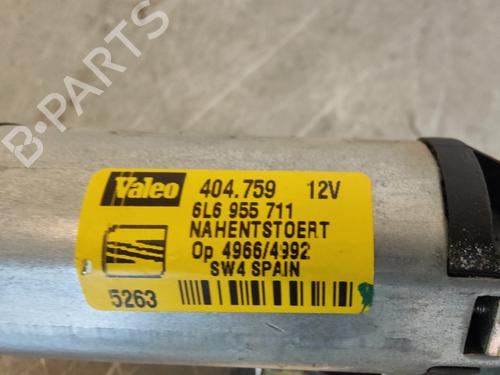 B-PARTS
Valeo 404.759 12V
6L6 955 711
NAHENTSTOERT
Op 4966/4992
SW4 SPAIN
5263